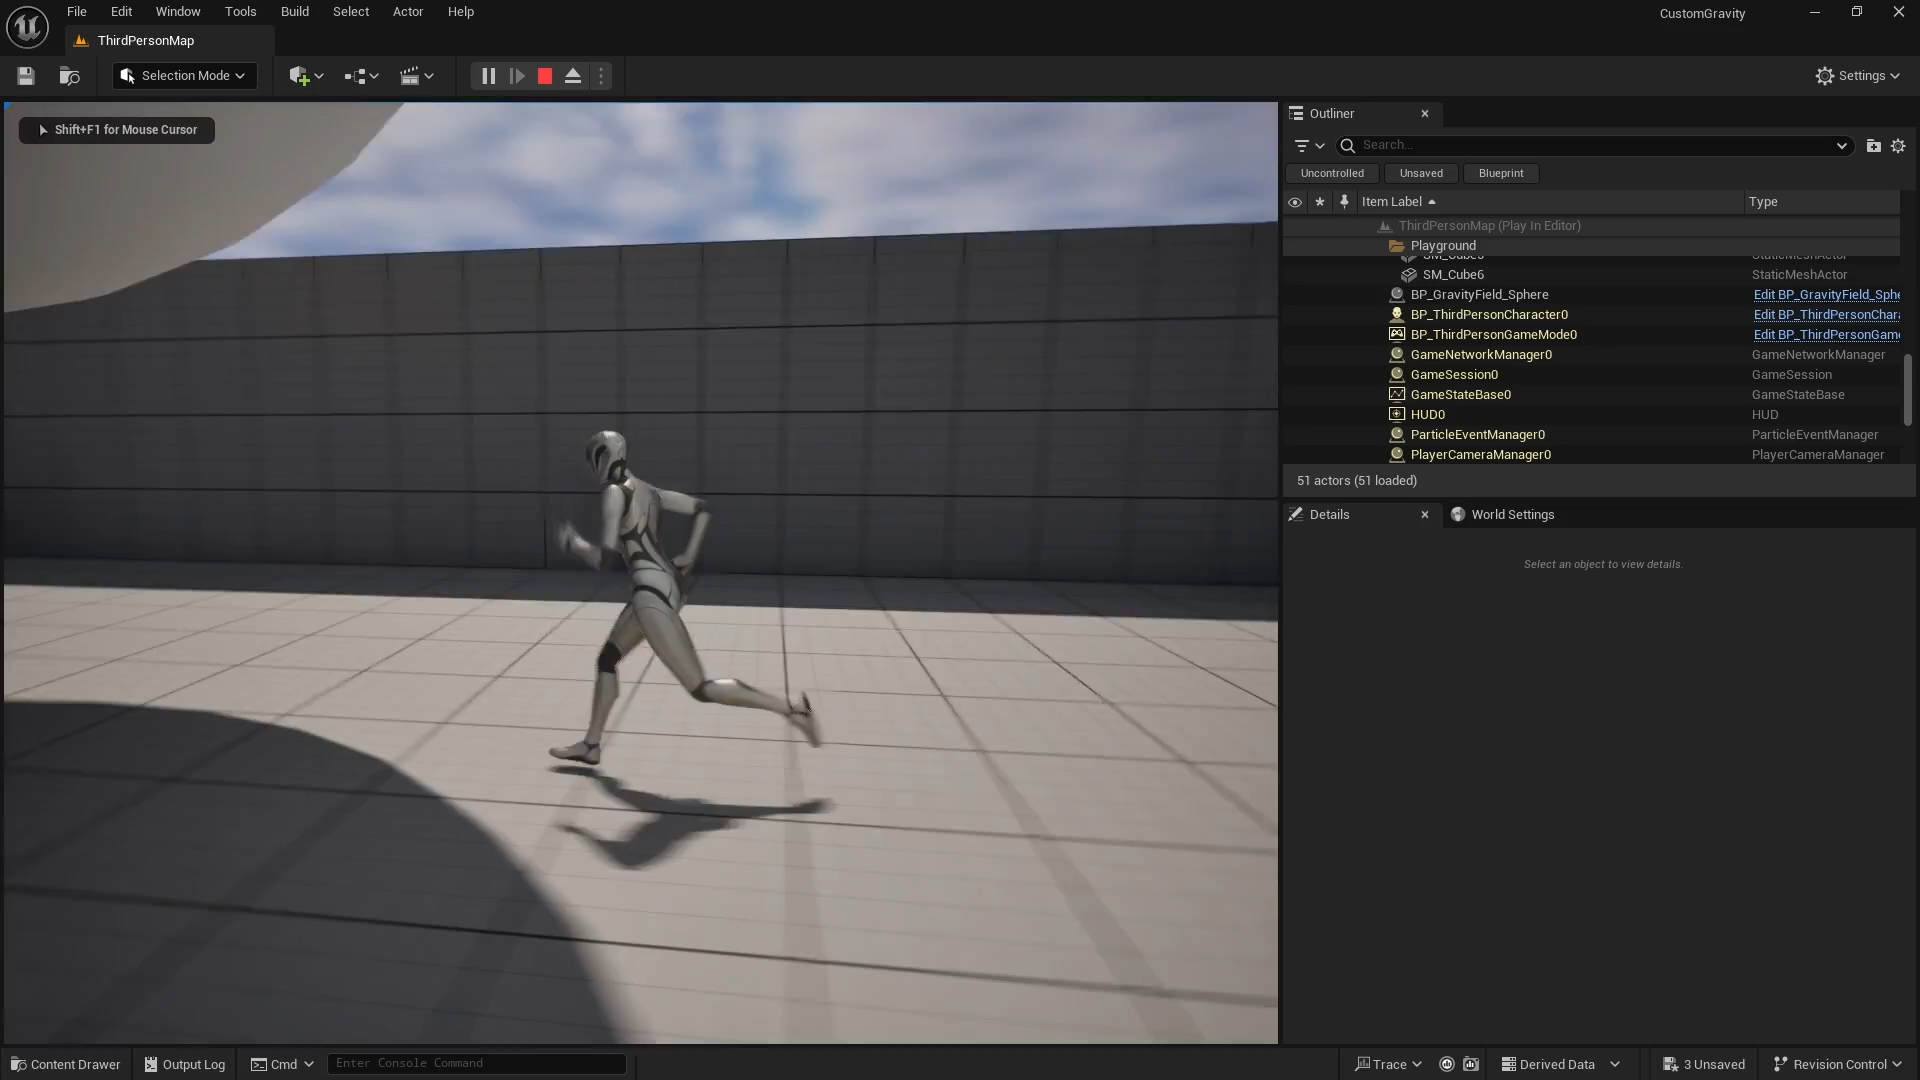 File Edit Window Tools Build Select Actor Help
CustomGravity
ThirdPersonMap
Selection Mode
Settings
Shift+F1 for Mouse Cursor
Outliner
Search...
Uncontrolled Unsaved Blueprint
Item Label Type
ThirdPersonMap (Play In Editor)
Playground
SM_Cube6 StaticMeshActor
BP_GravityField_Sphere Edit BP_GravityField_Sphe
BP_ThirdPersonCharacter0 Edit BP_ThirdPersonChar
BP_ThirdPersonGameMode0 Edit BP_ThirdPersonGam
GameNetworkManager0 GameNetworkManager
GameSession0 GameSession
GameStateBase0 GameStateBase
HUD0 HUD
ParticleEventManager0 ParticleEventManager
PlayerCameraManager0 PlayerCameraManager
51 actors (51 loaded)
Details World Settings
Select an object to view details.
Content Drawer Output Log Cmd Enter Console Command Trace Derived Data 3 Unsaved Revision Control